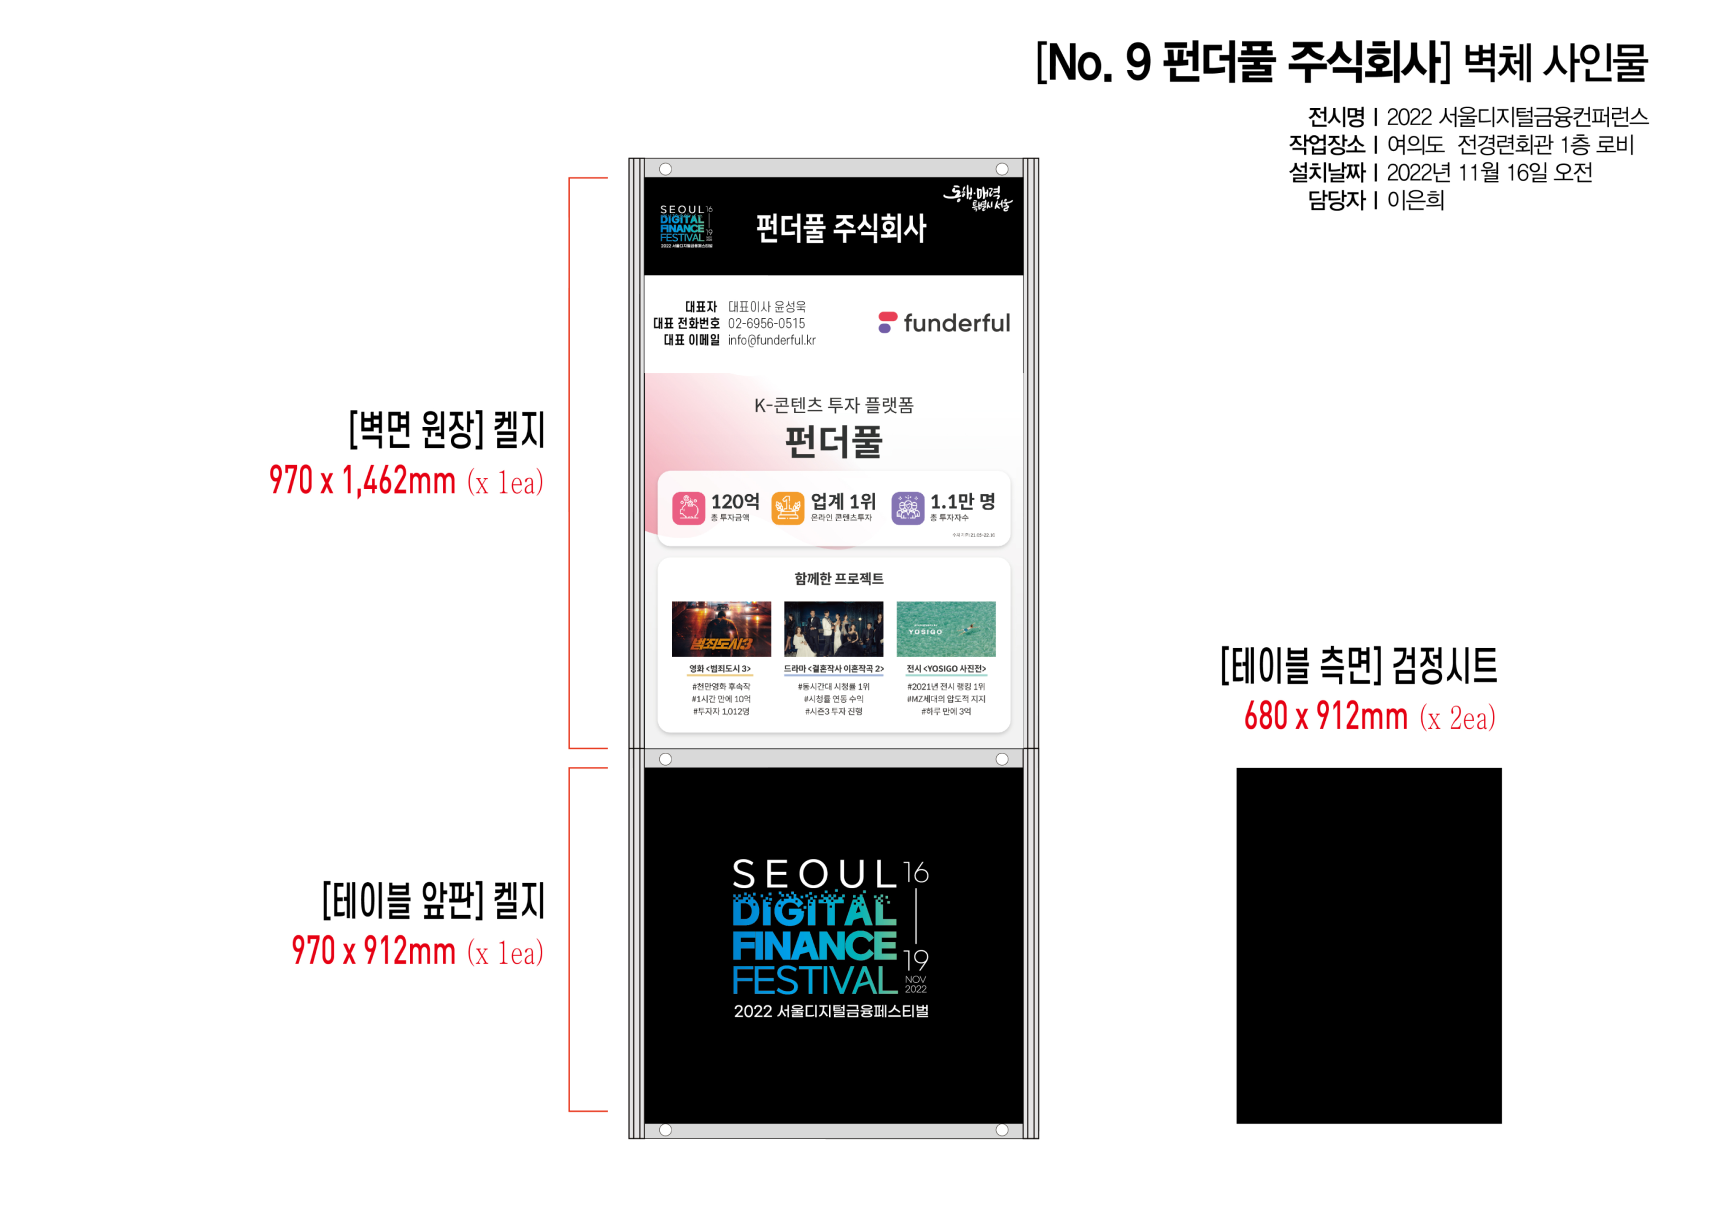 [No. 9 펀더풀 주식회사] 벽체 사인물
전시명 | 2022 서울디지털금융컨퍼런스
작업장소 | 여의도 전경련회관 1층 로비
설치날짜 | 2022년 11월 16일 오전
담당자 | 이은희
동행·매력
특별시 서울
SEOUL 16
DIGITAL
FINANCE 19
FESTIVAL
2022 서울디지털금융페스티벌
펀더풀 주식회사
대표자 대표이사 윤성욱
대표 전화번호 02-6956-0515
대표 이메일 info@funderful.kr
funderful
K-콘텐츠 투자 플랫폼
펀더풀
120억
총 투자금액
업계 1위
온라인 콘텐츠투자
1.1만 명
총 투자자수
함께한 프로젝트
범죄도시3
YOSIGO
영화 <범죄도시 3>
#천만영화 후속작
#1시간 만에 10억
#투자자 1,012명
드라마 <결혼작사 이혼작곡 2>
#동시간대 시청률 1위
#시청률 연동 수익
#시즌3 투자 진행
전시 <YOSIGO 사진전>
#2021년 전시 랭킹 1위
#MZ세대의 압도적 지지
#하루 만에 3억
[벽면 원장] 켈지
970 x 1,462mm (x 1ea)
[테이블 측면] 검정시트
680 x 912mm (x 2ea)
[테이블 앞판] 켈지
970 x 912mm (x 1ea)
SEOUL 16
DIGITAL
FINANCE 19
FESTIVAL NOV 2022
2022 서울디지털금융페스티벌